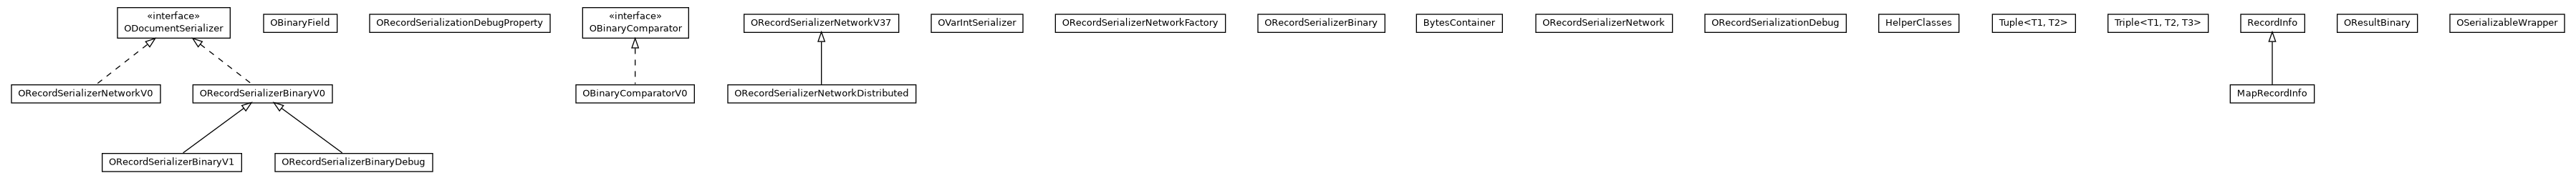 «interface»
ODocumentSerializer
OBinaryField
ORecordSerializationDebugProperty
«interface»
OBinaryComparator
ORecordSerializerNetworkV37
OVarIntSerializer
ORecordSerializerNetworkFactory
ORecordSerializerBinary
BytesContainer
ORecordSerializerNetwork
ORecordSerializationDebug
HelperClasses
Tuple<T1, T2>
Triple<T1, T2, T3>
RecordInfo
OResultBinary
OSerializableWrapper
ORecordSerializerNetworkV0
ORecordSerializerBinaryV0
OBinaryComparatorV0
ORecordSerializerNetworkDistributed
MapRecordInfo
ORecordSerializerBinaryV1
ORecordSerializerBinaryDebug